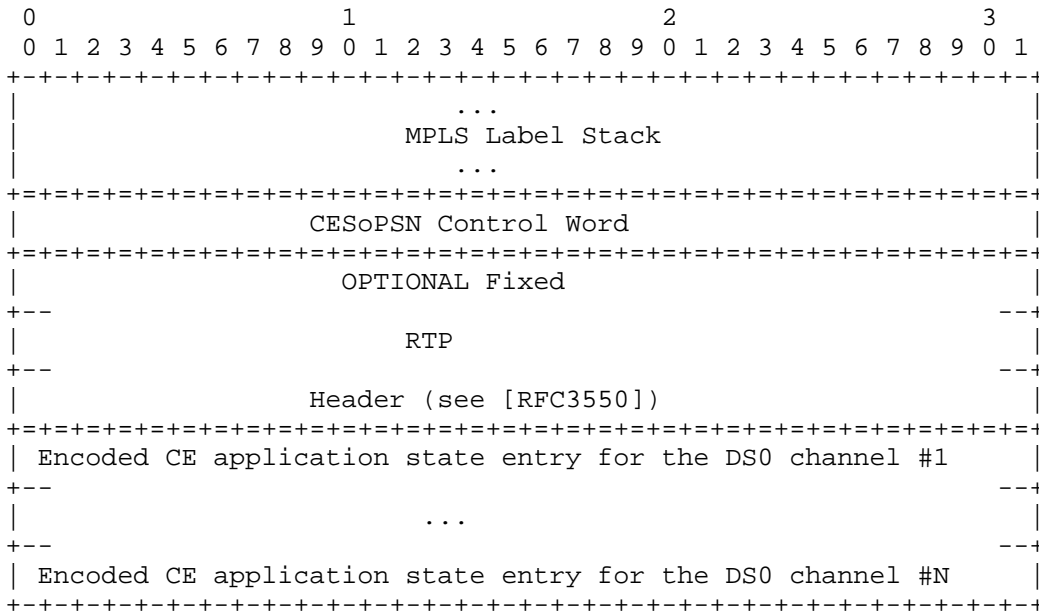 0                   1                   2                   3
 0 1 2 3 4 5 6 7 8 9 0 1 2 3 4 5 6 7 8 9 0 1 2 3 4 5 6 7 8 9 0 1
+-+-+-+-+-+-+-+-+-+-+-+-+-+-+-+-+-+-+-+-+-+-+-+-+-+-+-+-+-+-+-+-+
|                           ...                                 |
|                        MPLS Label Stack                       |
|                           ...                                 |
+=+=+=+=+=+=+=+=+=+=+=+=+=+=+=+=+=+=+=+=+=+=+=+=+=+=+=+=+=+=+=+=+
|                  CESoPSN Control Word                         |
+=+=+=+=+=+=+=+=+=+=+=+=+=+=+=+=+=+=+=+=+=+=+=+=+=+=+=+=+=+=+=+=+
|                    OPTIONAL Fixed                             |
+--                                                           --+
|                        RTP                                    |
+--                                                           --+
|                  Header (see [RFC3550])                       |
+=+=+=+=+=+=+=+=+=+=+=+=+=+=+=+=+=+=+=+=+=+=+=+=+=+=+=+=+=+=+=+=+
| Encoded CE application state entry for the DS0 channel #1     |
+--                                                           --+
|                         ...                                   |
+--                                                           --+
| Encoded CE application state entry for the DS0 channel #N     |
+-+-+-+-+-+-+-+-+-+-+-+-+-+-+-+-+-+-+-+-+-+-+-+-+-+-+-+-+-+-+-+-+